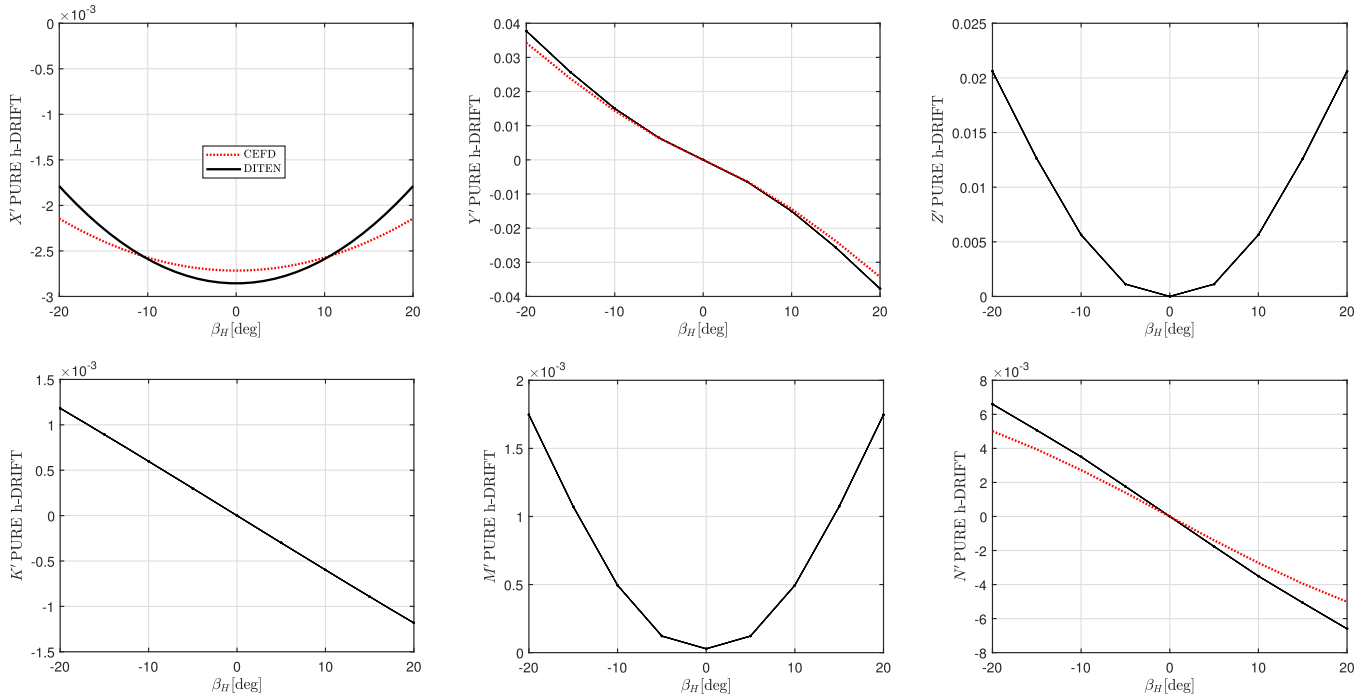 ×10⁻³
0
-0.5
-1
-1.5
-2
-2.5
-3
X′ PURE h-DRIFT
CEFD
DITEN
-20 -10 0 10 20
β_H[deg]
0.04
0.03
0.02
0.01
0
-0.01
-0.02
-0.03
-0.04
Y′ PURE h-DRIFT
-20 -10 0 10 20
β_H[deg]
0.025
0.02
0.015
0.01
0.005
0
Z′ PURE h-DRIFT
-20 -10 0 10 20
β_H[deg]
×10⁻³
1.5
1
0.5
0
-0.5
-1
-1.5
K′ PURE h-DRIFT
-20 -10 0 10 20
β_H[deg]
×10⁻³
2
1.5
1
0.5
0
M′ PURE h-DRIFT
-20 -10 0 10 20
β_H[deg]
×10⁻³
8
6
4
2
0
-2
-4
-6
-8
N′ PURE h-DRIFT
-20 -10 0 10 20
β_H[deg]